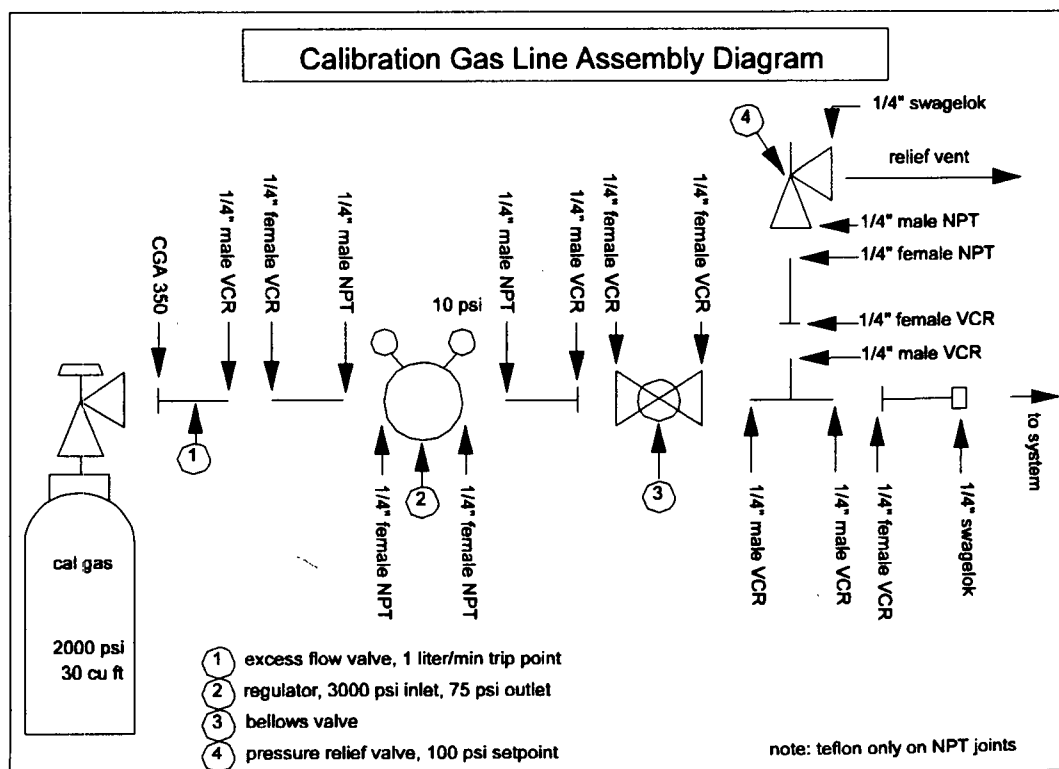 Calibration Gas Line Assembly Diagram
4
1/4" swagelok
relief vent
1/4" male NPT
1/4" female NPT
1/4" female VCR
1/4" male VCR
CGA 350
1/4" male VCR
1/4" female VCR
1/4" male NPT
10 psi
1/4" male NPT
1/4" male VCR
1/4" female VCR
1/4" female VCR
1
2
3
to system
1/4" female NPT
1/4" female NPT
1/4" male VCR
1/4" male VCR
1/4" female VCR
1/4" swagelok
cal gas
2000 psi
30 cu ft
1 excess flow valve, 1 liter/min trip point
2 regulator, 3000 psi inlet, 75 psi outlet
3 bellows valve
4 pressure relief valve, 100 psi setpoint
note: teflon only on NPT joints